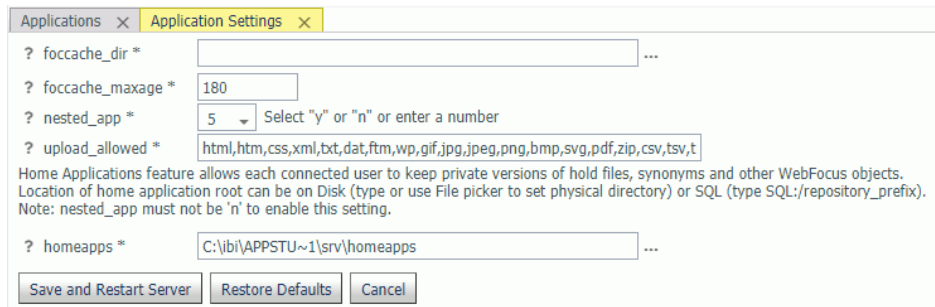 Applications × Application Settings ×
? foccache_dir * ...
? foccache_maxage * 180
? nested_app * 5 Select "y" or "n" or enter a number
? upload_allowed * html,htm,css,xml,txt,dat,ftm,wp,gif,jpg,jpeg,png,bmp,svg,pdf,zip,csv,tsv,t
Home Applications feature allows each connected user to keep private versions of hold files, synonyms and other WebFocus objects.
Location of home application root can be on Disk (type or use File picker to set physical directory) or SQL (type SQL:/repository_prefix).
Note: nested_app must not be 'n' to enable this setting.
? homeapps * C:\ibi\APPSTU~1\srv\homeapps ...
Save and Restart Server Restore Defaults Cancel